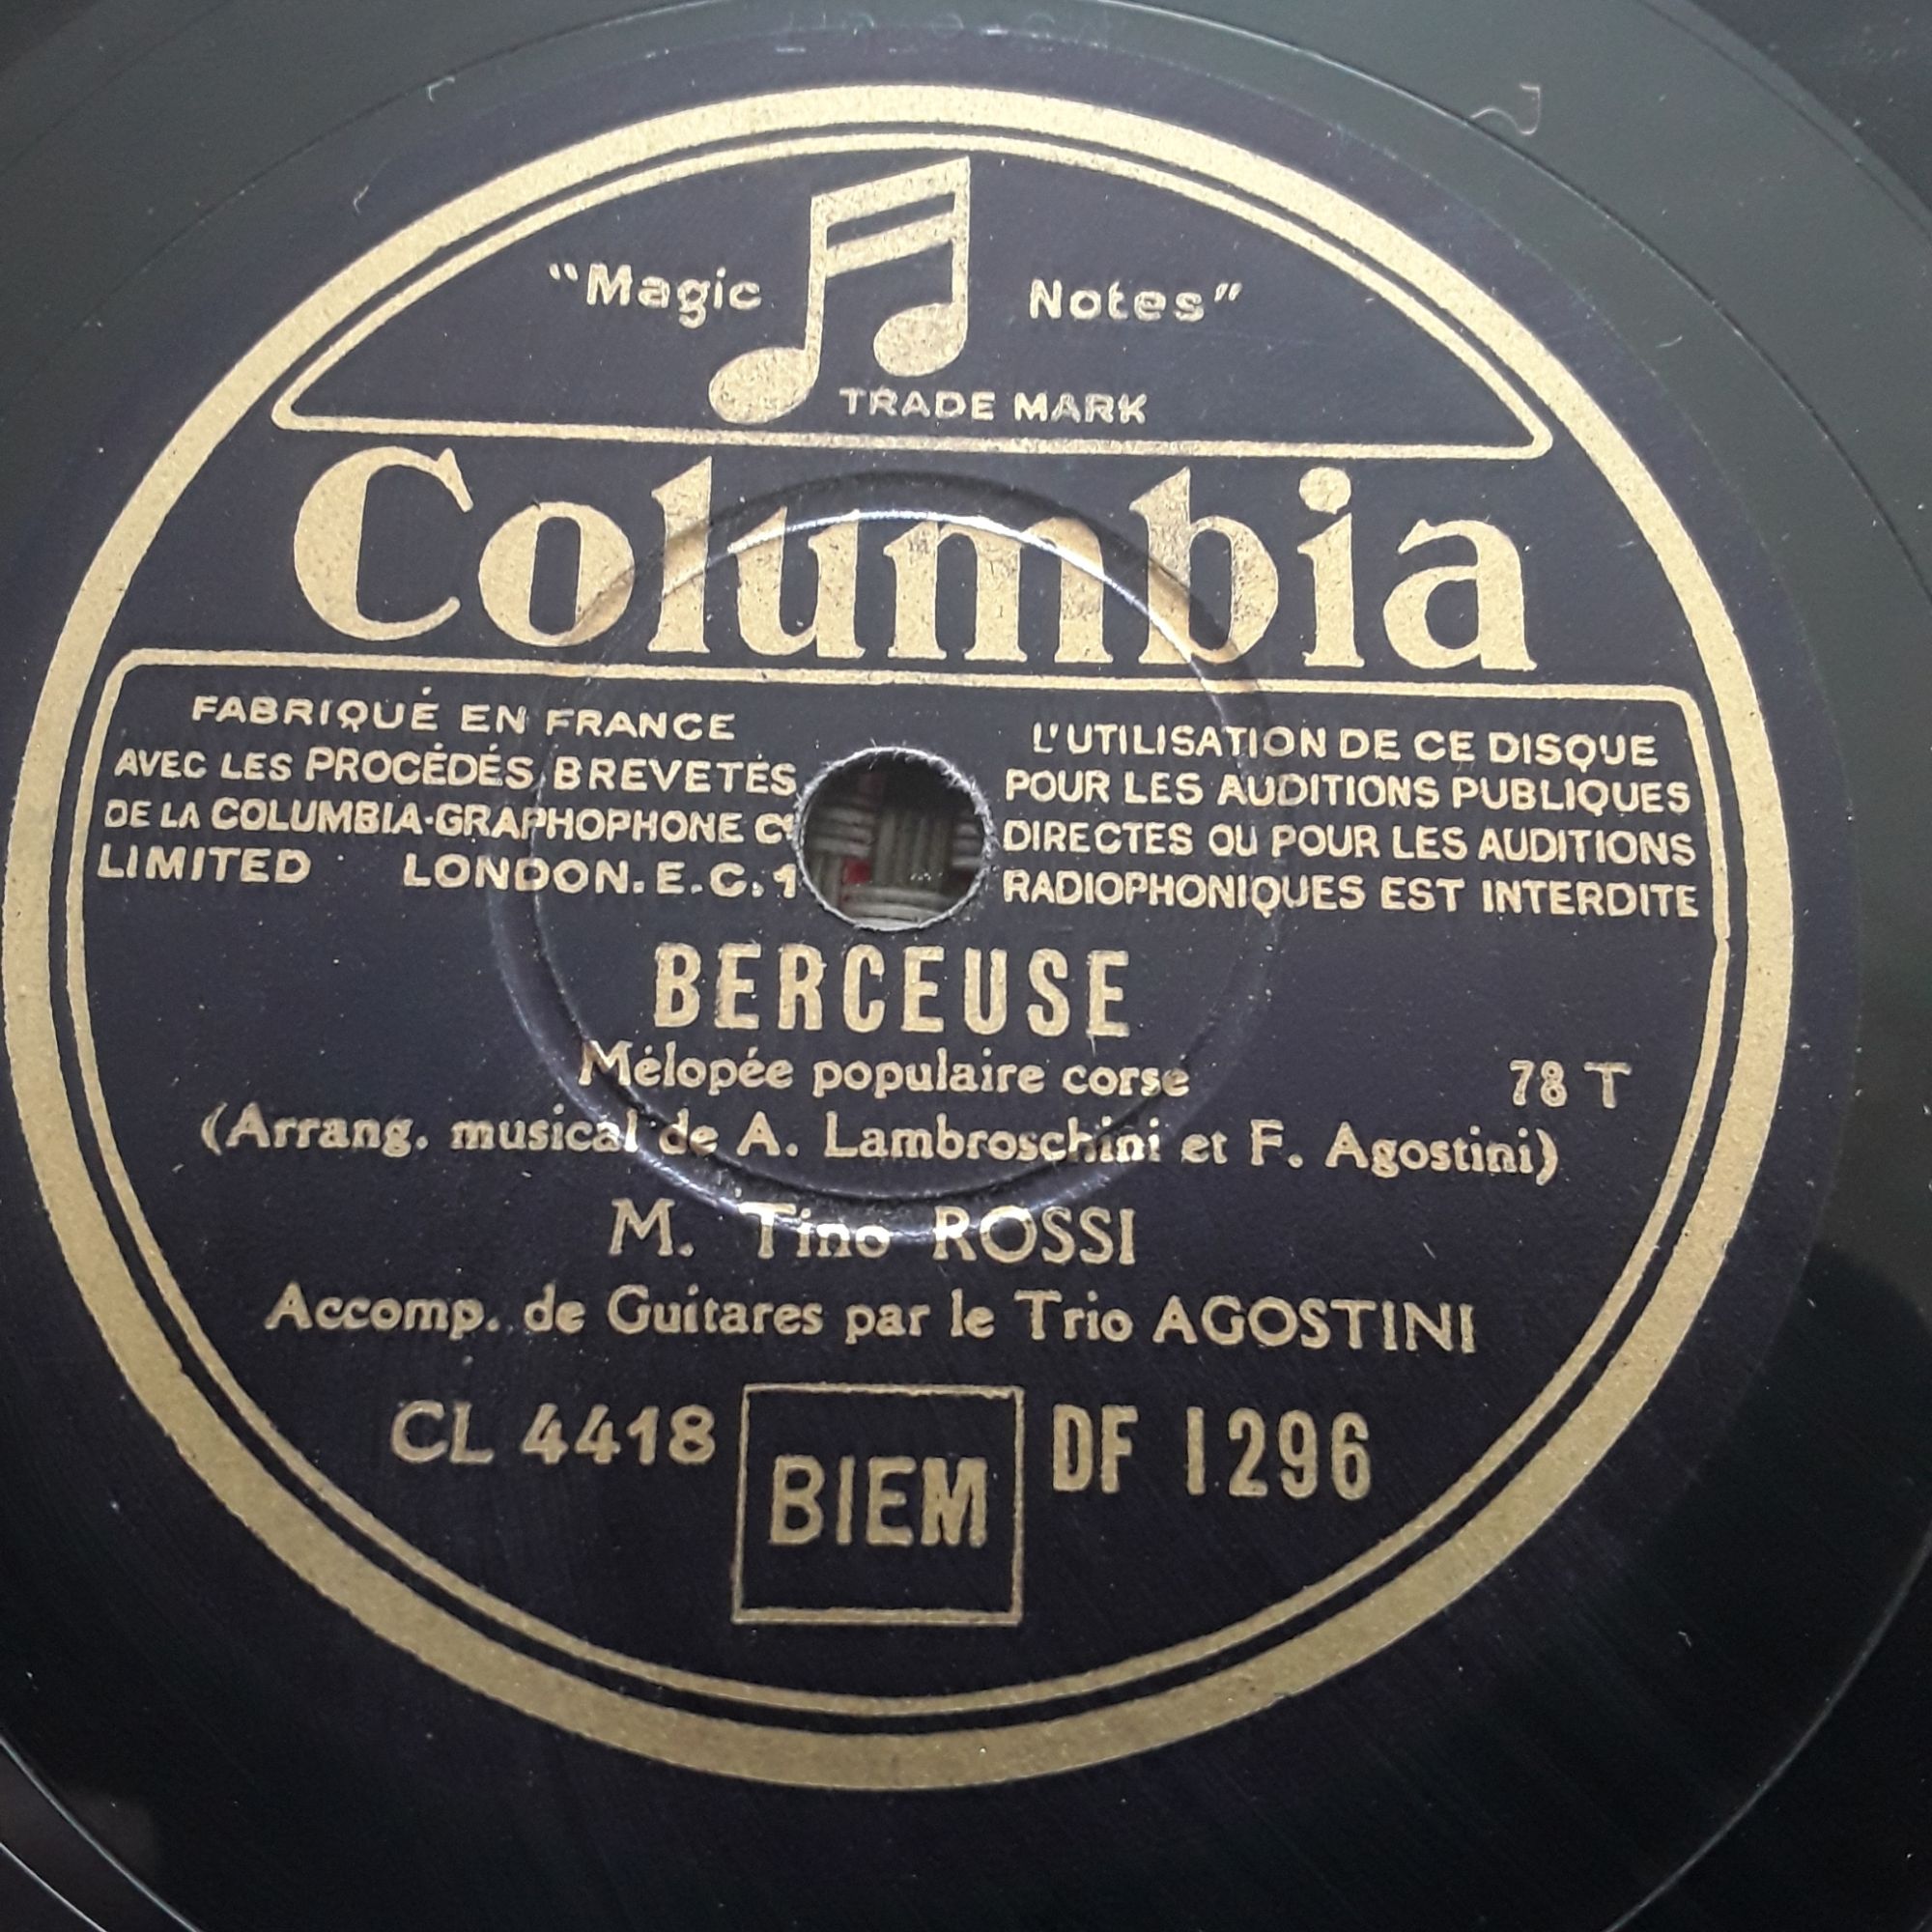 "Magic Notes"
TRADE MARK
Columbia
FABRIQUÉ EN FRANCE
AVEC LES PROCÉDÉS BREVETÉS
DE LA COLUMBIA-GRAPHOPHONE Cº
LIMITED LONDON. E.C.1
L'UTILISATION DE CE DISQUE
POUR LES AUDITIONS PUBLIQUES
DIRECTES OU POUR LES AUDITIONS
RADIOPHONIQUES EST INTERDITE
BERCEUSE
Mélopée populaire corse
78 T
(Arrang. musical de A. Lambroschini et F. Agostini)
M. Tino ROSSI
Accomp. de Guitares par le Trio AGOSTINI
CL 4418
BIEM
DF 1296